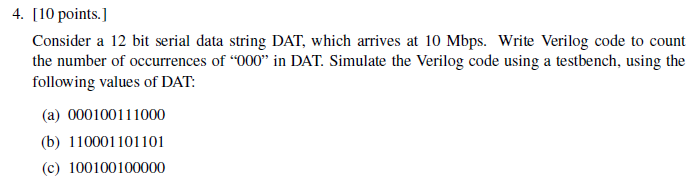 4. [10 points.]
Consider a 12 bit serial data string DAT, which arrives at 10 Mbps. Write Verilog code to count
the number of occurrences of “000” in DAT. Simulate the Verilog code using a testbench, using the
following values of DAT:
(a) 000100111000
(b) 110001101101
(c) 100100100000